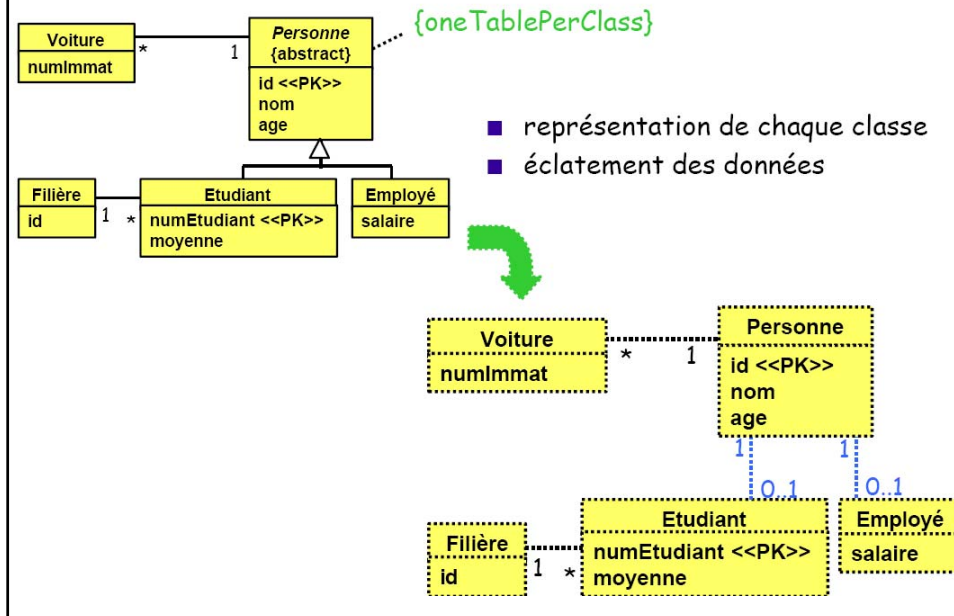 {oneTablePerClass}
Voiture
numImmat
* 1
Personne
{abstract}
id <<PK>>
nom
age
■ représentation de chaque classe
■ éclatement des données
Filière
id
1 *
Etudiant
numEtudiant <<PK>>
moyenne
Employé
salaire
Voiture
numImmat
* 1
Personne
id <<PK>>
nom
age
1 1
0..1 0..1
Filière
id
1 *
Etudiant
numEtudiant <<PK>>
moyenne
Employé
salaire